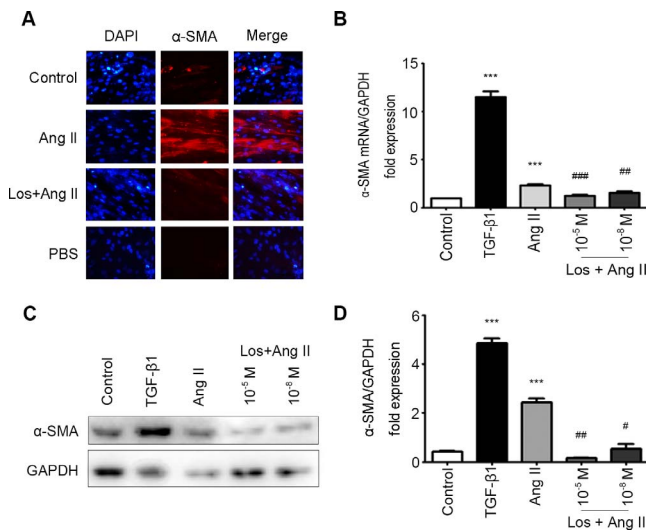 A
DAPI α-SMA Merge
Control
Ang II
Los+Ang II
PBS
B
α-SMA mRNA/GAPDH
fold expression
15
10
5
0
***
***
###
##
Control
TGF-β1
Ang II
10⁻⁵ M
10⁻⁸ M
Los + Ang II
C
Control
TGF-β1
Ang II
Los+Ang II
10⁻⁵ M
10⁻⁸ M
α-SMA
GAPDH
D
α-SMA/GAPDH
fold expression
6
4
2
0
***
***
##
#
Control
TGF-β1
Ang II
10⁻⁵ M
10⁻⁸ M
Los + Ang II